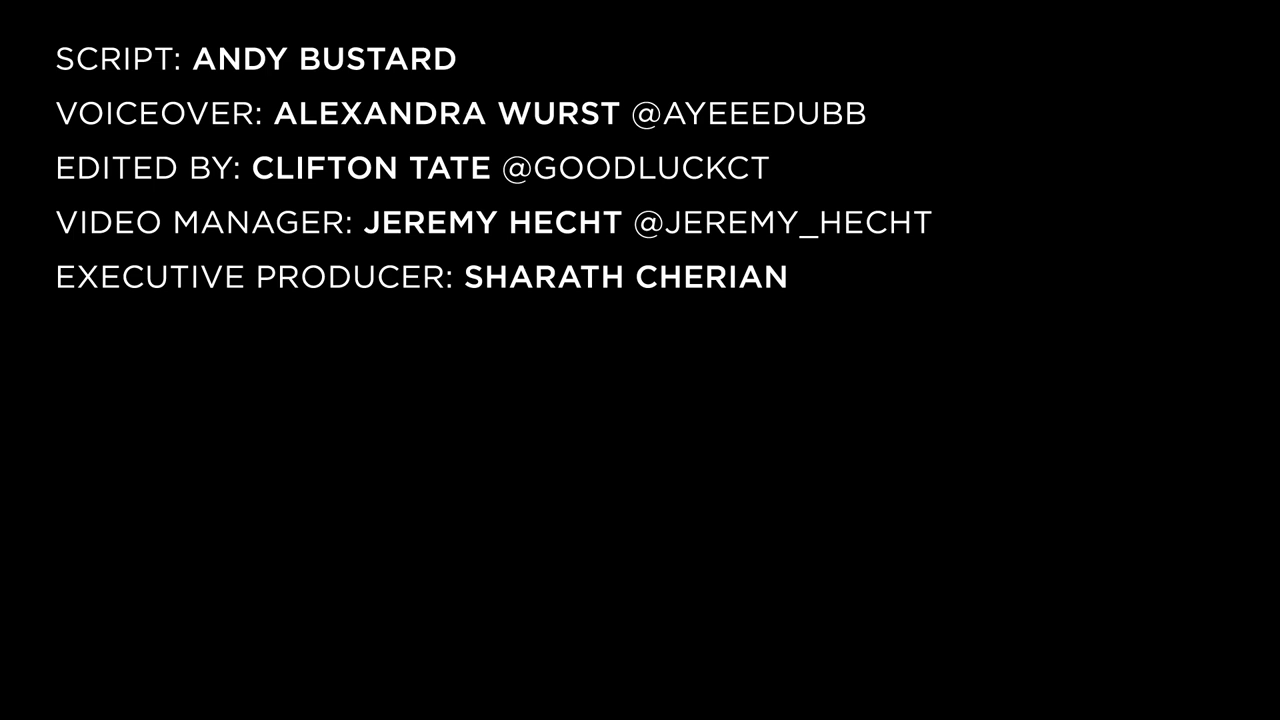 SCRIPT: ANDY BUSTARD
VOICEOVER: ALEXANDRA WURST @AYEEEDUBB
EDITED BY: CLIFTON TATE @GOODLUCKCT
VIDEO MANAGER: JEREMY HECHT @JEREMY_HECHT
EXECUTIVE PRODUCER: SHARATH CHERIAN